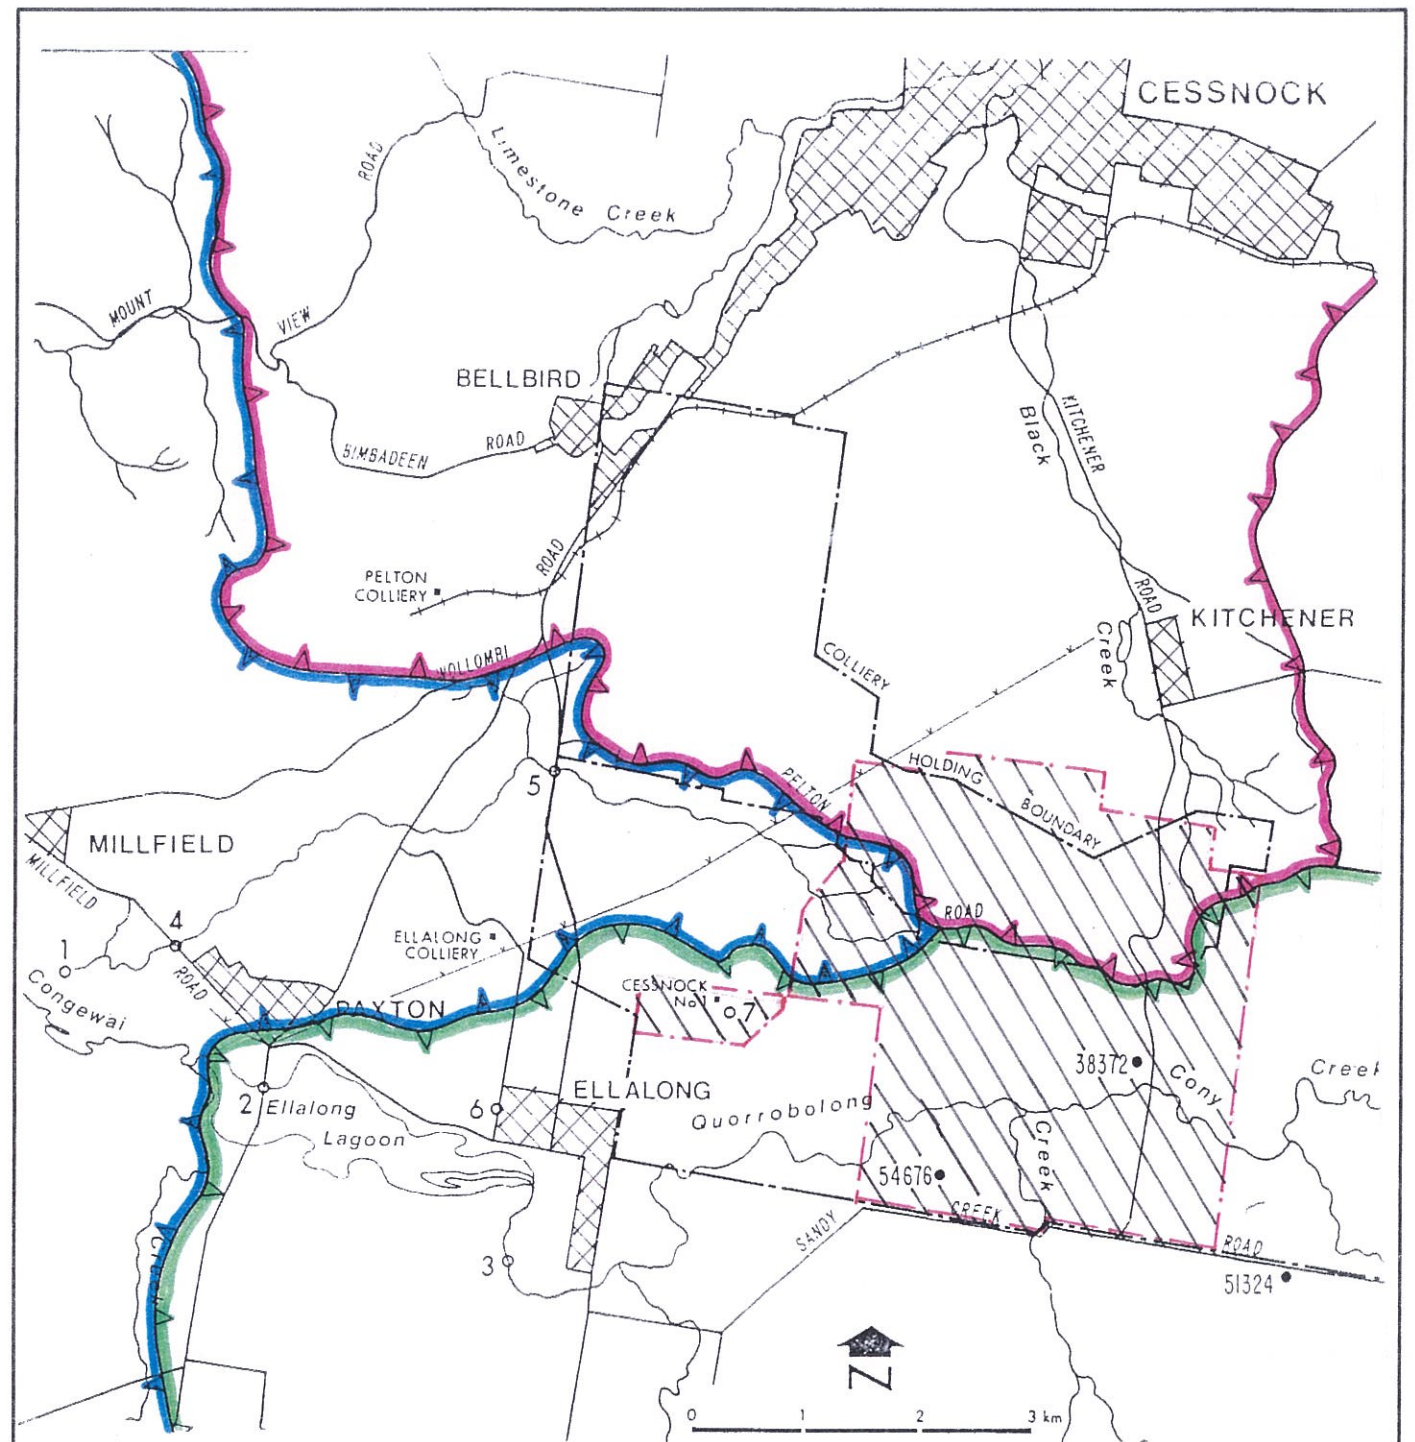 CESSNOCK
ROAD
Limestone Creek
MOUNT
VIEW
BELLBIRD
BIMBADEEN
ROAD
KITCHENER
Black
ROAD
PELTON
COLLIERY
ROAD
KITCHENER
Creek
WOLLOMBI
COLLIERY
HOLDING
BOUNDARY
PELTON
5
MILLFIELD
MILLFIELD
4
ROAD
1
Congewai
ELLALONG
COLLIERY
ROAD
CESSNOCK
No 1
7
PAXTON
38372
Cony
Creek
2
Ellalong
Lagoon
6
ELLALONG
Quorrobolong
Creek
54676
CREEK
SANDY
ROAD
51324
3
N
0 1 2 3 km